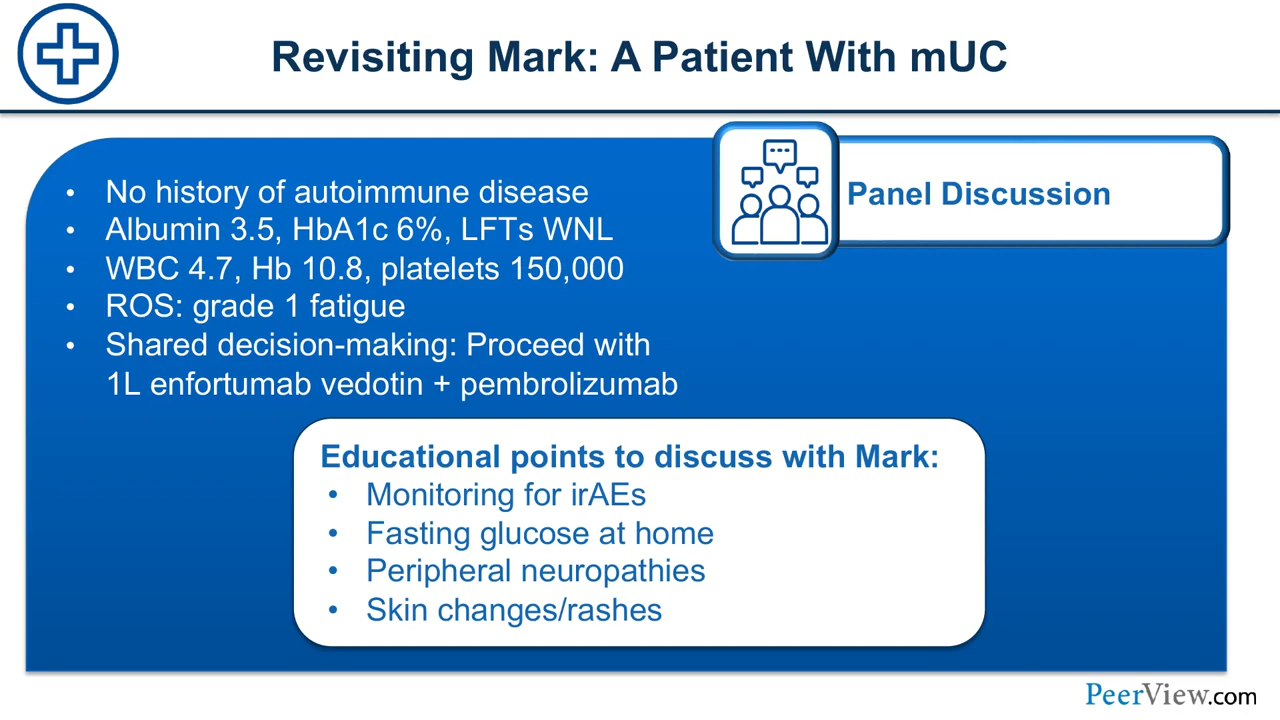 Revisiting Mark: A Patient With mUC
• No history of autoimmune disease
• Albumin 3.5, HbA1c 6%, LFTs WNL
• WBC 4.7, Hb 10.8, platelets 150,000
• ROS: grade 1 fatigue
• Shared decision-making: Proceed with
1L enfortumab vedotin + pembrolizumab
Panel Discussion
Educational points to discuss with Mark:
• Monitoring for irAEs
• Fasting glucose at home
• Peripheral neuropathies
• Skin changes/rashes
PeerView.com